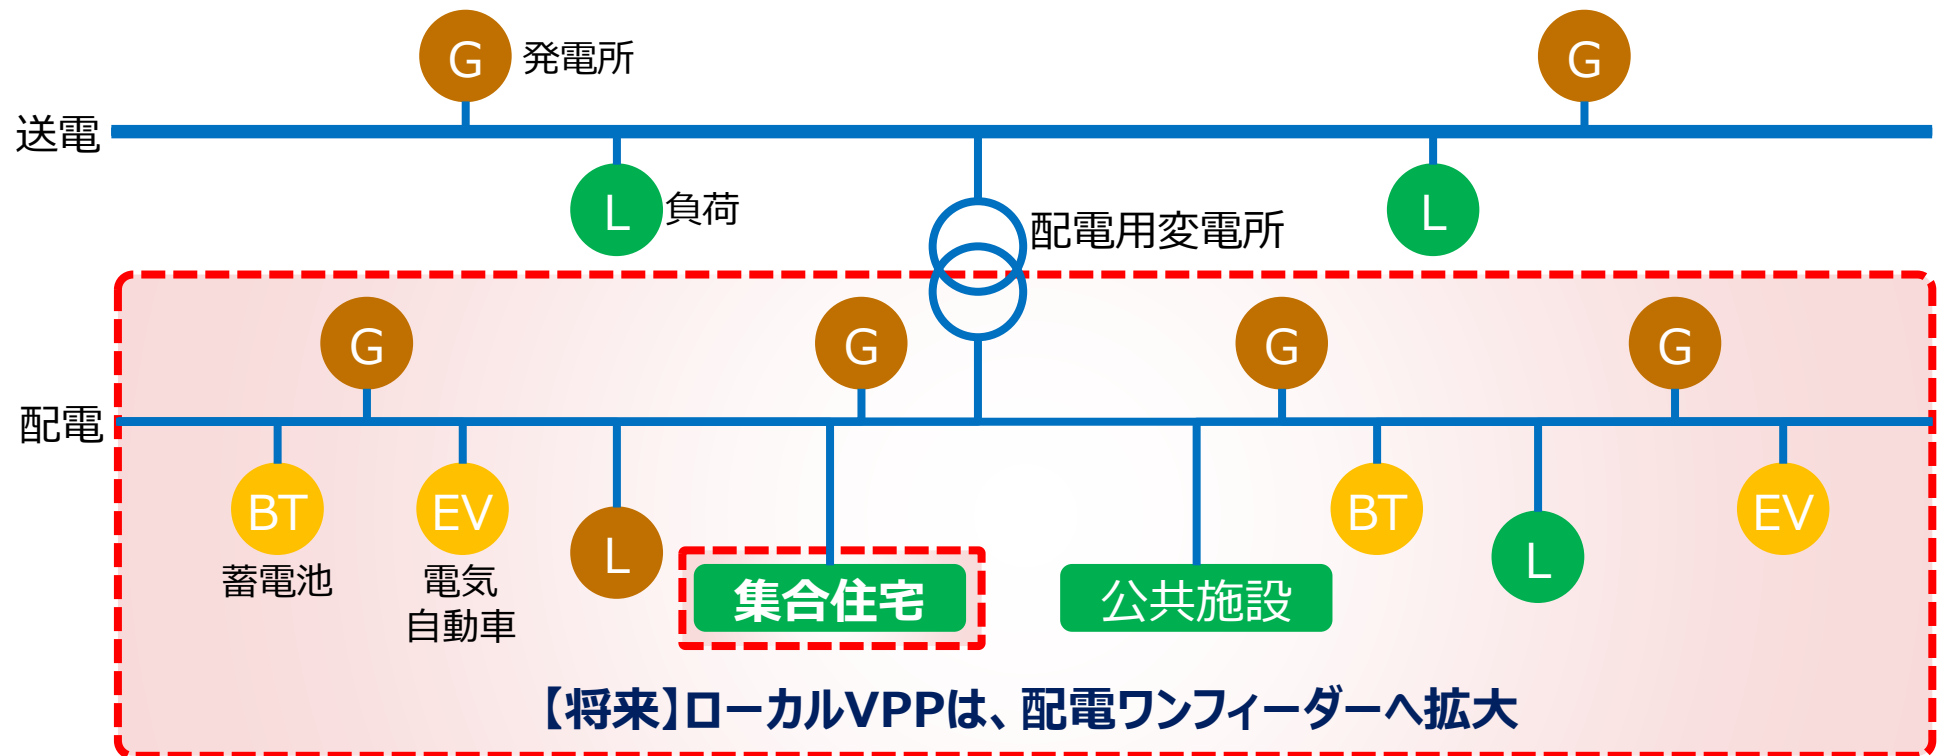 G 発電所 G
送電
L 負荷 L
配電用変電所
G G G G
配電
BT EV L BT L EV
蓄電池 電気
自動車
集合住宅 公共施設
【将来】ローカルVPPは、配電ワンフィーダーへ拡大